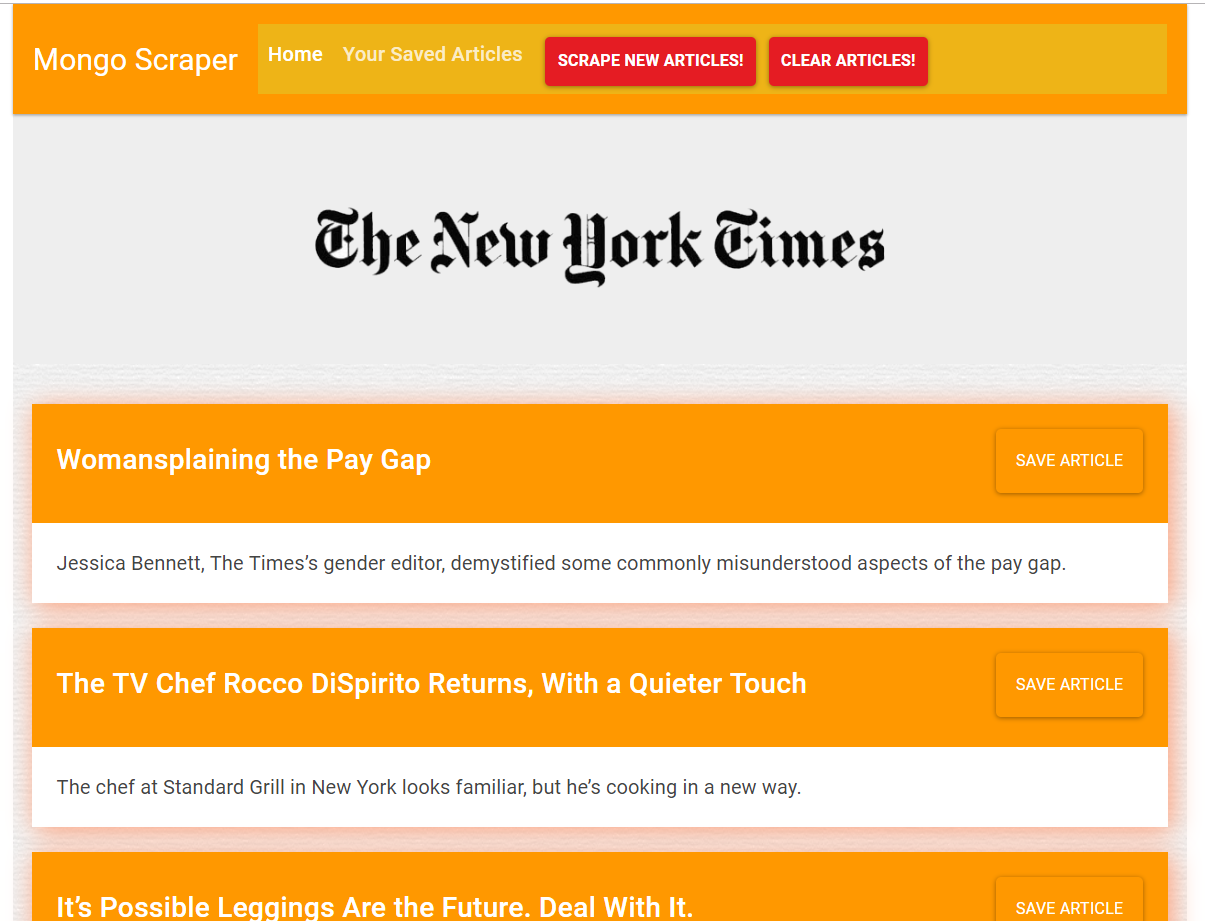 Mongo Scraper Home Your Saved Articles SCRAPE NEW ARTICLES! CLEAR ARTICLES!
The New York Times
Womansplaining the Pay Gap SAVE ARTICLE
Jessica Bennett, The Times’s gender editor, demystified some commonly misunderstood aspects of the pay gap.
The TV Chef Rocco DiSpirito Returns, With a Quieter Touch SAVE ARTICLE
The chef at Standard Grill in New York looks familiar, but he’s cooking in a new way.
It’s Possible Leggings Are the Future. Deal With It. SAVE ARTICLE